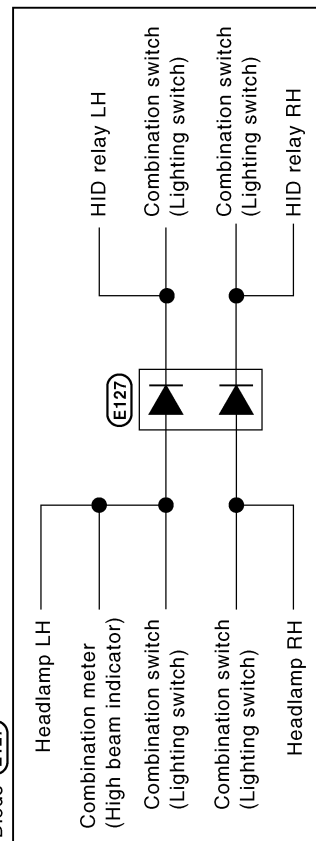 Headlamp LH
Combination meter
(High beam indicator)
Combination switch
(Lighting switch)
Combination switch
(Lighting switch)
Headlamp RH
E127
HID relay LH
Combination switch
(Lighting switch)
Combination switch
(Lighting switch)
HID relay RH